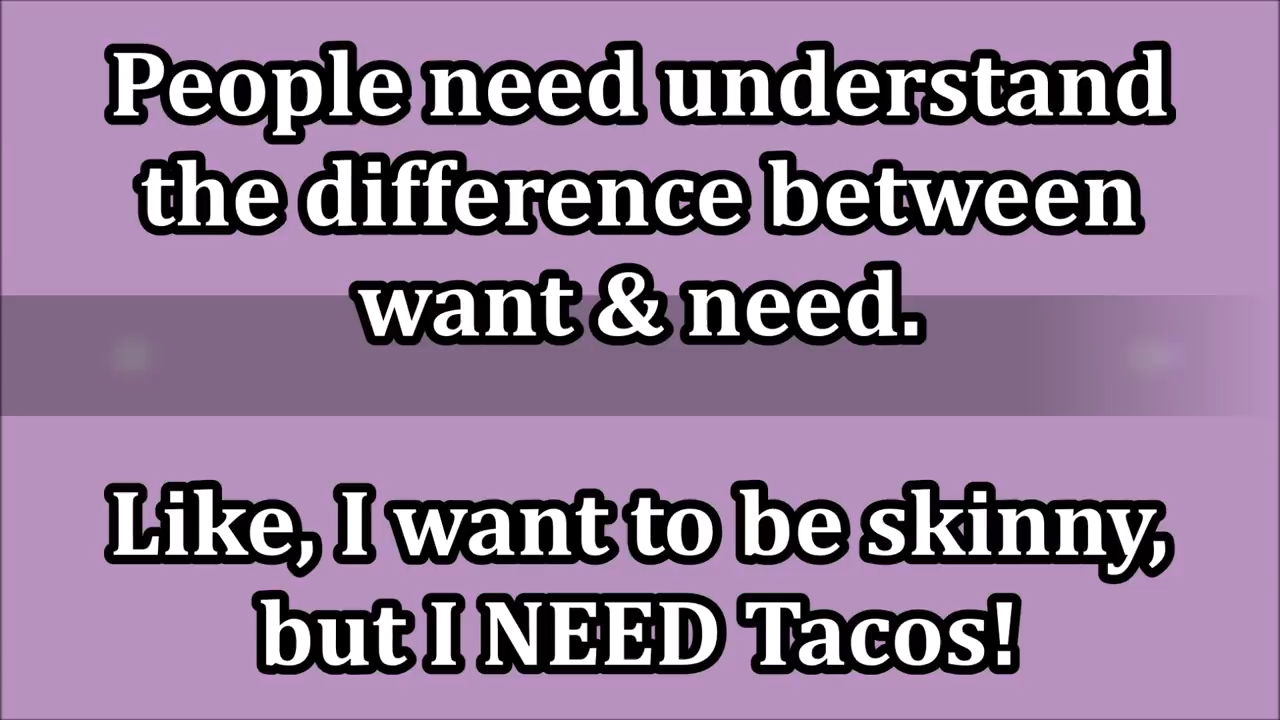 People need understand
the difference between
want & need.
Like, I want to be skinny,
but I NEED Tacos!